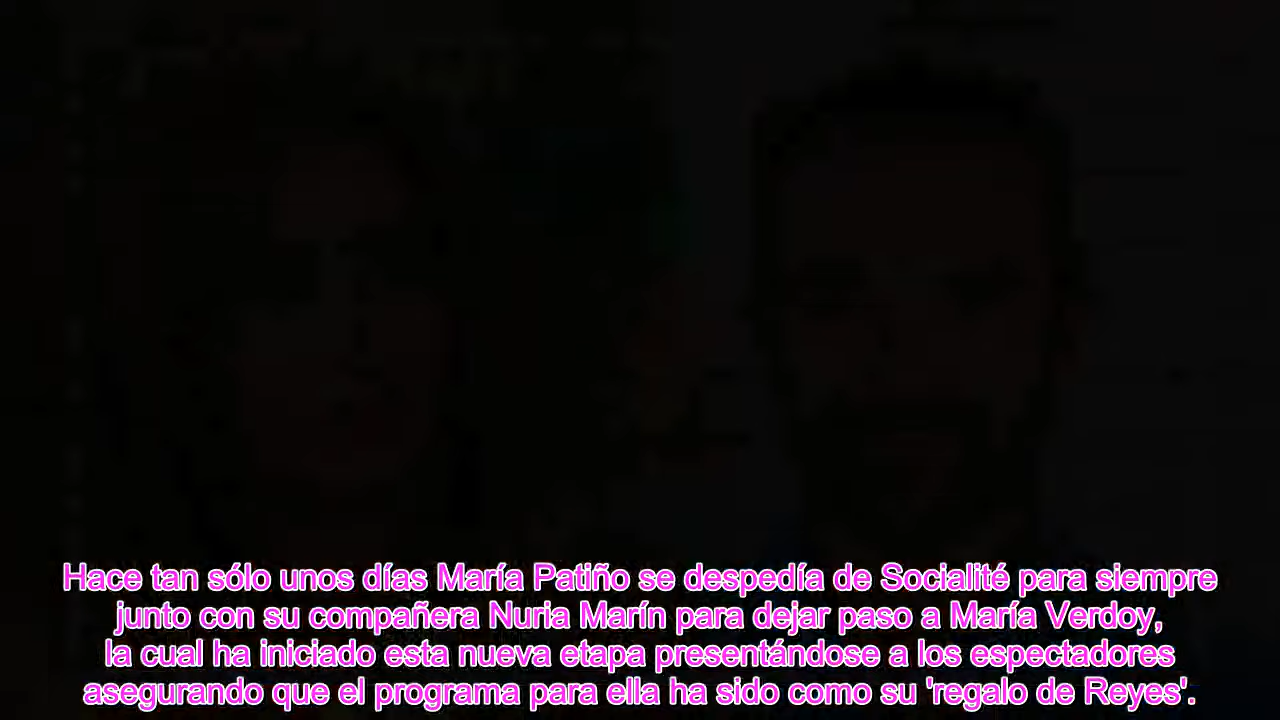 Hace tan sólo unos días María Patiño se despedía de Socialité para siempre
junto con su compañera Nuria Marín para dejar paso a María Verdoy,
la cual ha iniciado esta nueva etapa presentándose a los espectadores
asegurando que el programa para ella ha sido como su 'regalo de Reyes'.